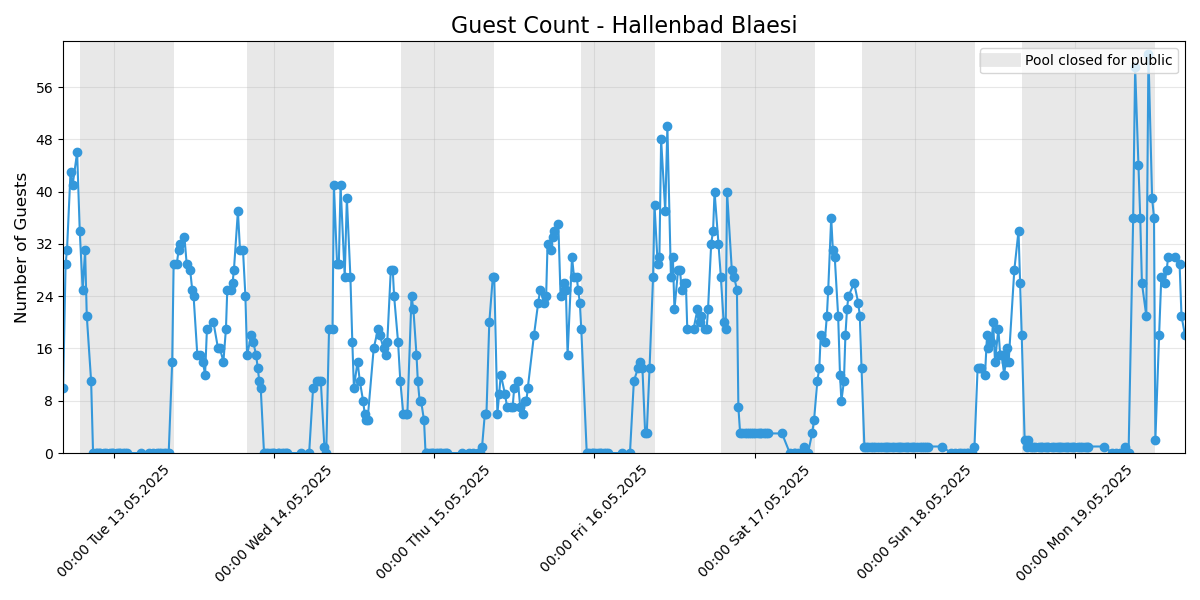 Guest Count - Hallenbad Blaesi
Pool closed for public
Number of Guests
56
48
40
32
24
16
8
0
00:00 Tue 13.05.2025
00:00 Wed 14.05.2025
00:00 Thu 15.05.2025
00:00 Fri 16.05.2025
00:00 Sat 17.05.2025
00:00 Sun 18.05.2025
00:00 Mon 19.05.2025